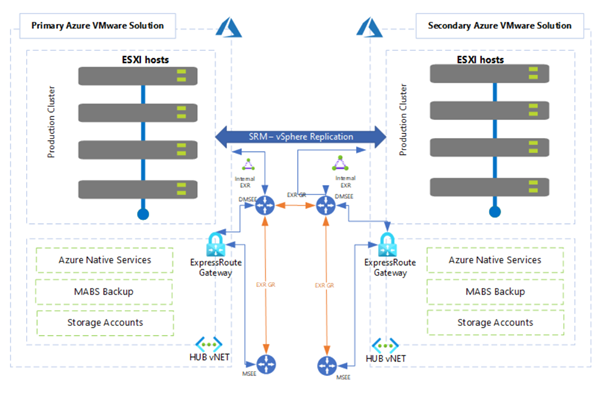 Primary Azure VMware Solution
Secondary Azure VMware Solution
ESXI hosts
ESXI hosts
Production Cluster
Production Cluster
SRM – vSphere Replication
Internal
EXR
Internal
EXR
DMSEE
EXR GR
DMSEE
ExpressRoute
Gateway
ExpressRoute
Gateway
Azure Native Services
MABS Backup
Storage Accounts
Azure Native Services
MABS Backup
Storage Accounts
EXR GR
EXR GR
HUB vNET
HUB vNET
MSEE
MSEE